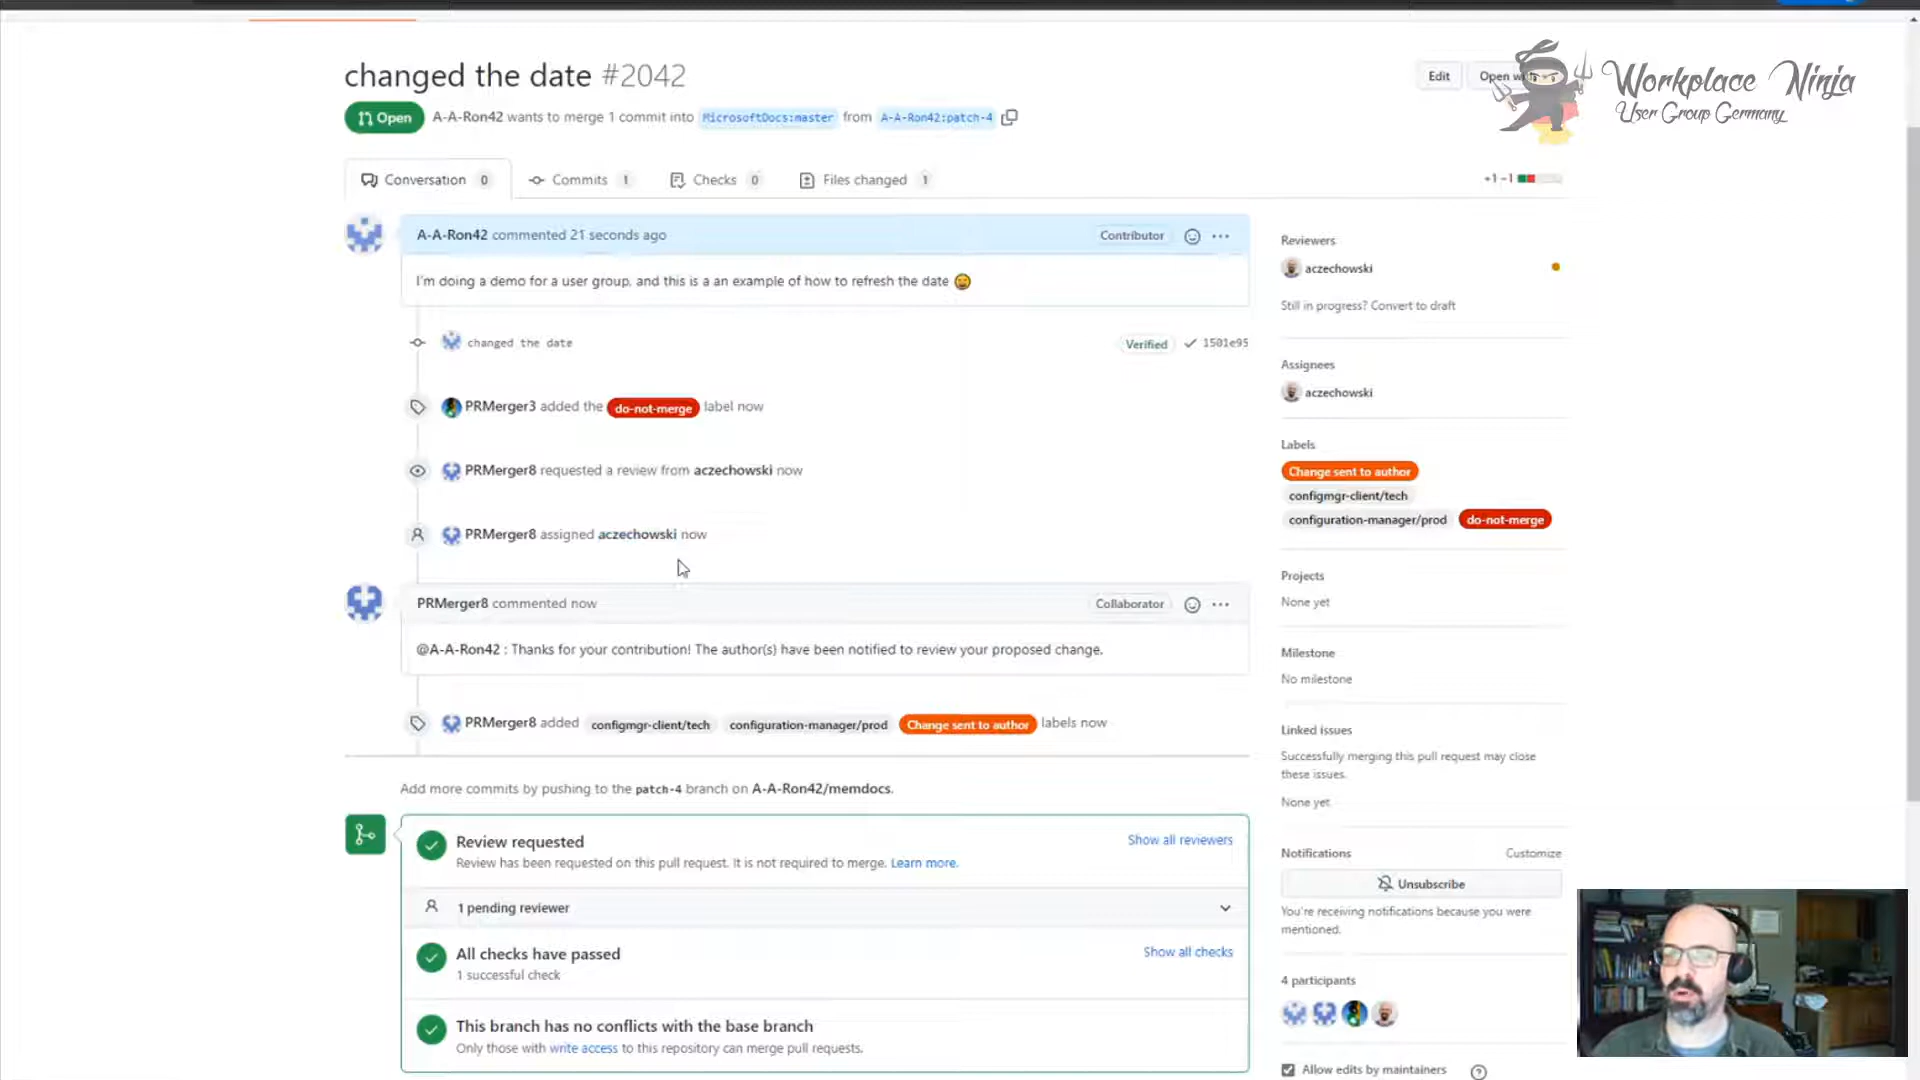 changed the date #2042
Edit
Open
Workplace Ninja
User Group Germany
Open
A-A-Ron42 wants to merge 1 commit into MicrosoftDocs:master from A-A-Ron42:patch-4
Conversation 0
Commits 1
Checks 0
Files changed 1
+1 −1
A-A-Ron42 commented 21 seconds ago
Contributor
I'm doing a demo for a user group, and this is a an example of how to refresh the date 😄
changed the date
Verified
1501e95
PRMerger3 added the do-not-merge label now
PRMerger8 requested a review from aczechowski now
PRMerger8 assigned aczechowski now
PRMerger8 commented now
Collaborator
@A-A-Ron42 : Thanks for your contribution! The author(s) have been notified to review your proposed change.
PRMerger8 added configmgr-client/tech configuration-manager/prod Change sent to author labels now
Add more commits by pushing to the patch-4 branch on A-A-Ron42/memdocs.
Review requested
Show all reviewers
Review has been requested on this pull request. It is not required to merge. Learn more.
1 pending reviewer
All checks have passed
Show all checks
1 successful check
This branch has no conflicts with the base branch
Only those with write access to this repository can merge pull requests.
Reviewers
aczechowski
Still in progress? Convert to draft
Assignees
aczechowski
Labels
Change sent to author
configmgr-client/tech
configuration-manager/prod do-not-merge
Projects
None yet
Milestone
No milestone
Linked issues
Successfully merging this pull request may close
these issues.
None yet
Notifications
Customize
Unsubscribe
You're receiving notifications because you were
mentioned.
4 participants
Allow edits by maintainers